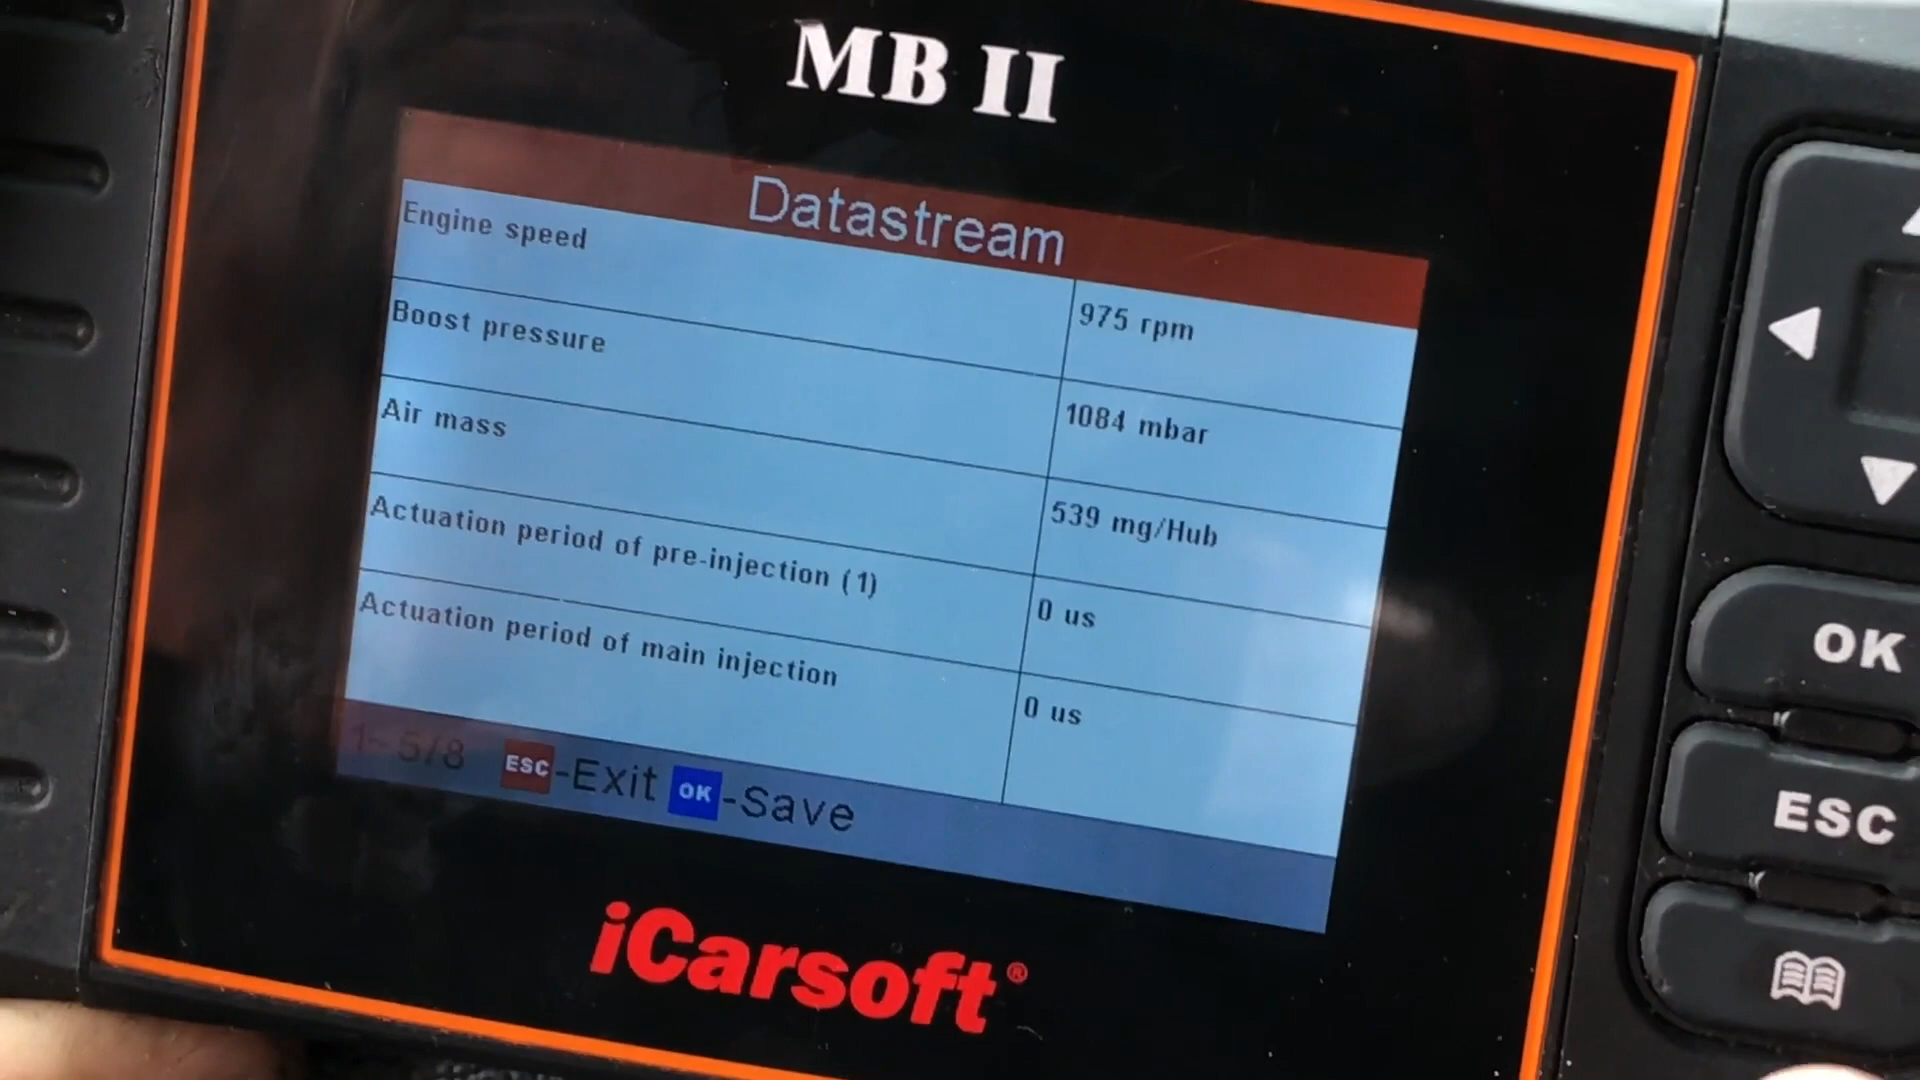 MB II
Datastream
Engine speed 975 rpm
Boost pressure 1084 mbar
Air mass 539 mg/Hub
Actuation period of pre-injection (1) 0 us
Actuation period of main injection 0 us
1~5/8 ESC-Exit OK-Save
iCarsoft®
OK
ESC